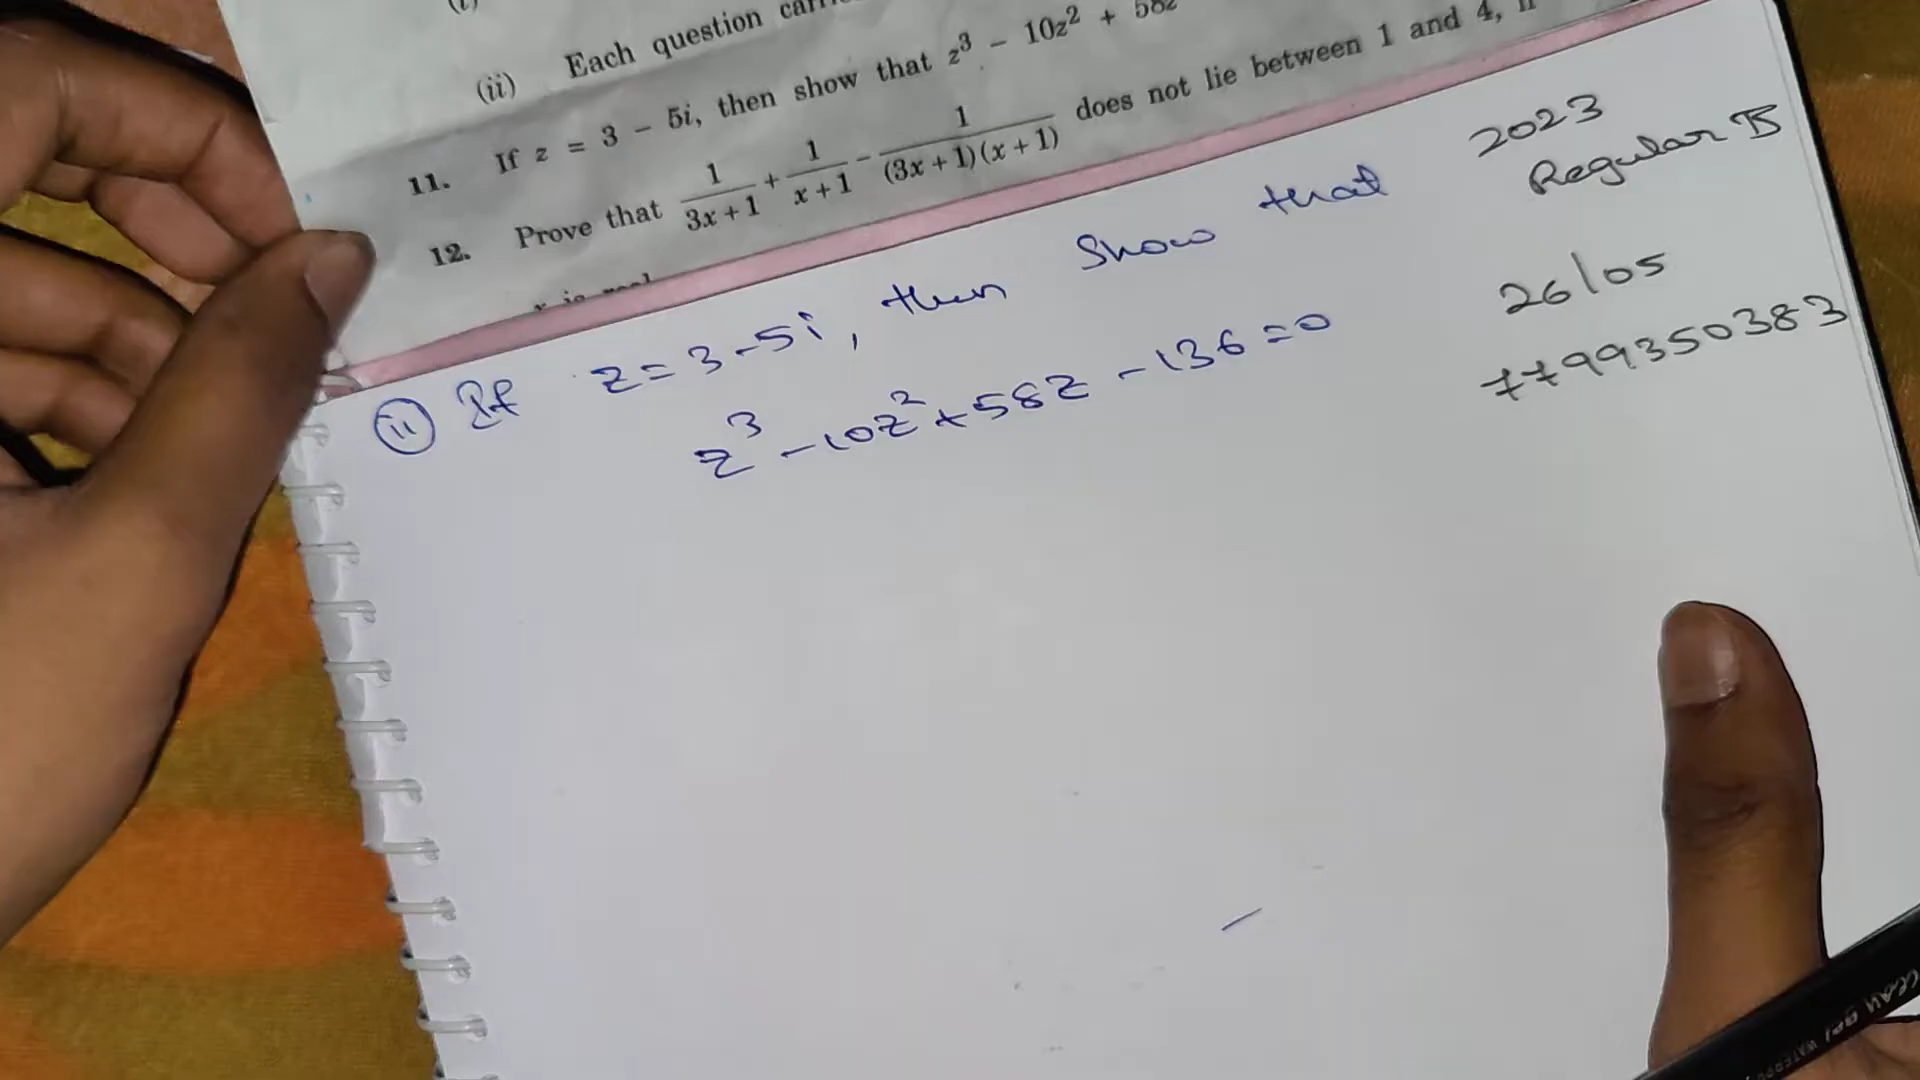 (ii) Each question
11. If z = 3 - 5i, then show that z³ - 10z² +
12. Prove that 1/(3x+1) + 1/(x+1) - 1/((3x+1)(x+1)) does not lie between 1 and 4,
2023
Regular B
26/05
7799350383
11 If z=3-5i, then Show that
z³-10z²+58z-136=0